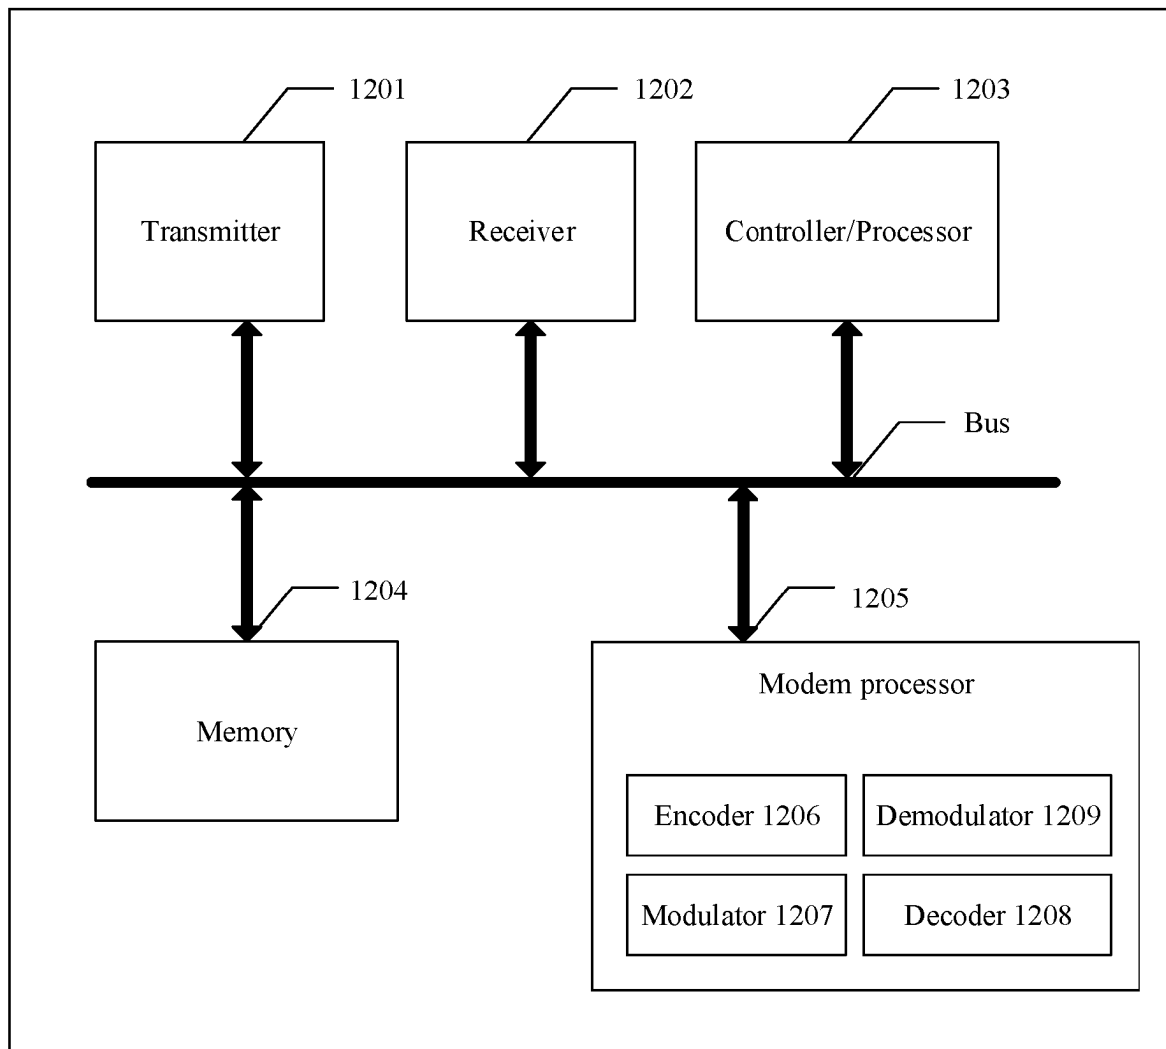 1201
1202
1203
Transmitter
Receiver
Controller/Processor
Bus
1204
1205
Memory
Modem processor
Encoder 1206
Demodulator 1209
Modulator 1207
Decoder 1208